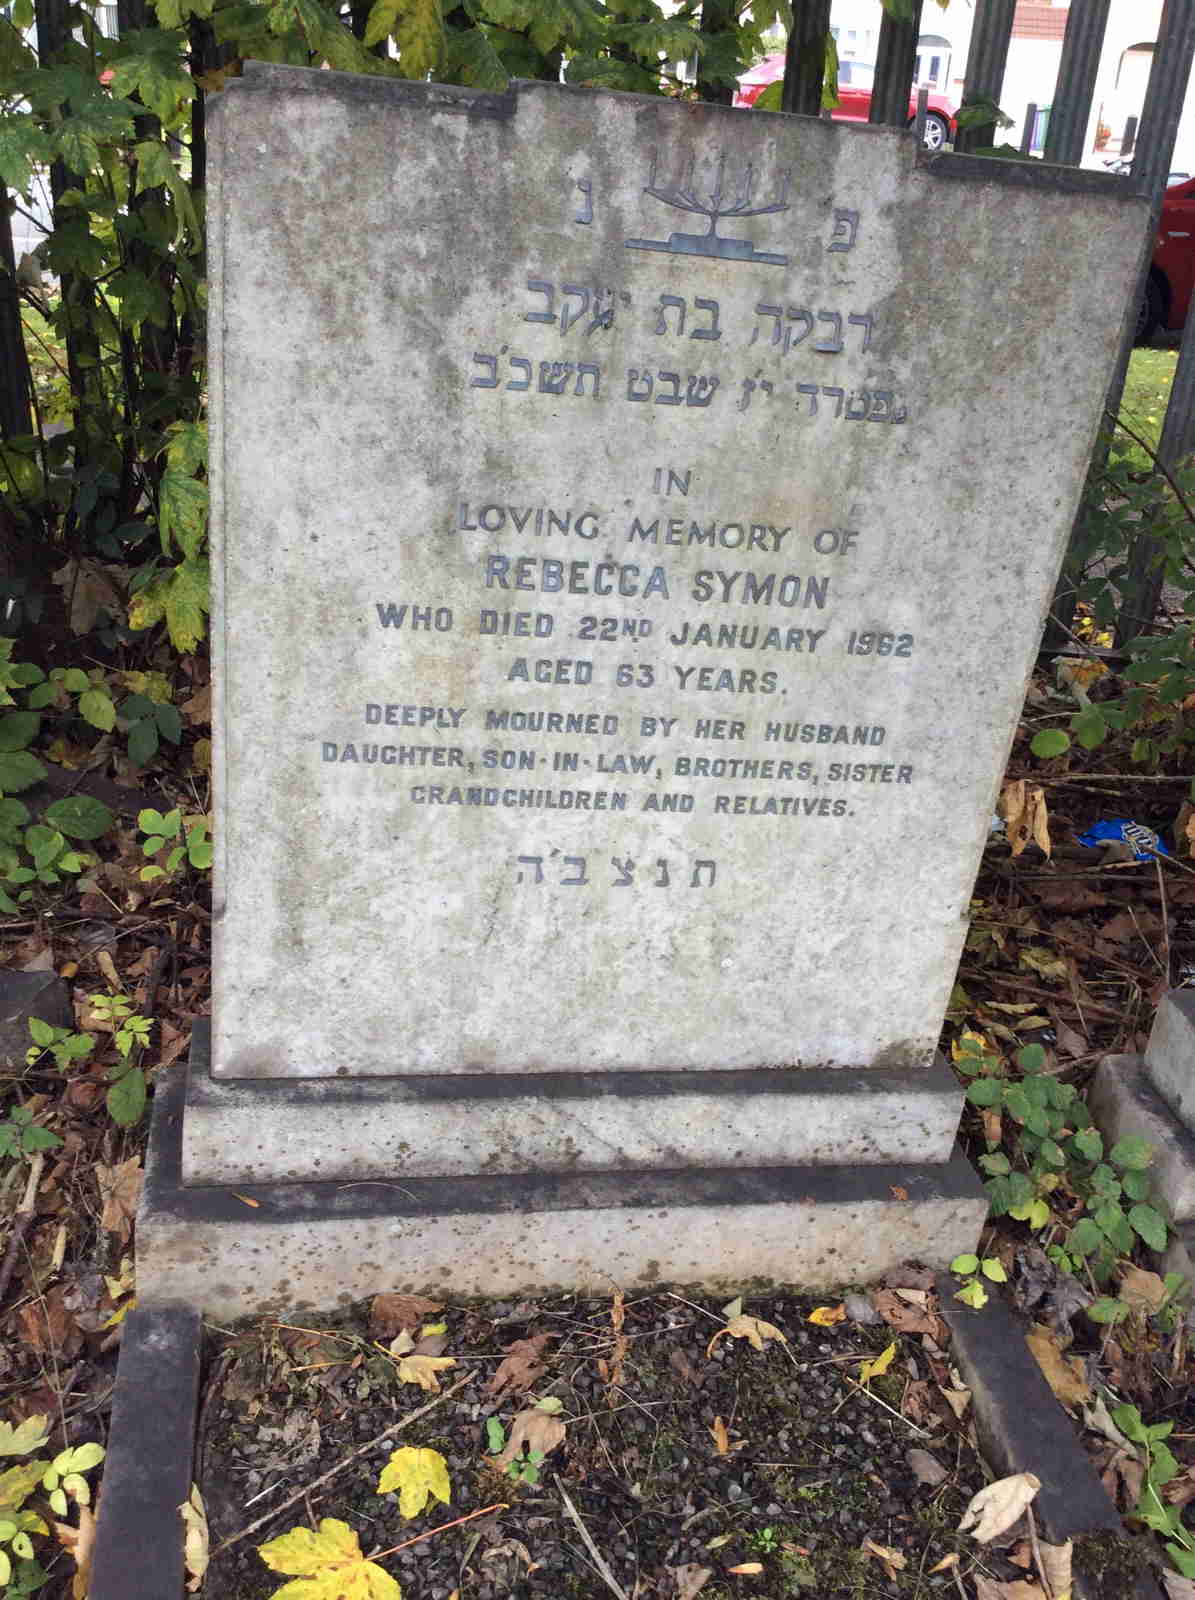 פ נ
רבקה בת יעקב
נפטרד י'ז שבט תשכ'ב
IN
LOVING MEMORY OF
REBECCA SYMON
WHO DIED 22ND JANUARY 1962
AGED 63 YEARS.
DEEPLY MOURNED BY HER HUSBAND
DAUGHTER, SON-IN-LAW, BROTHERS, SISTER
GRANDCHILDREN AND RELATIVES.
ת נ צ ב'ה